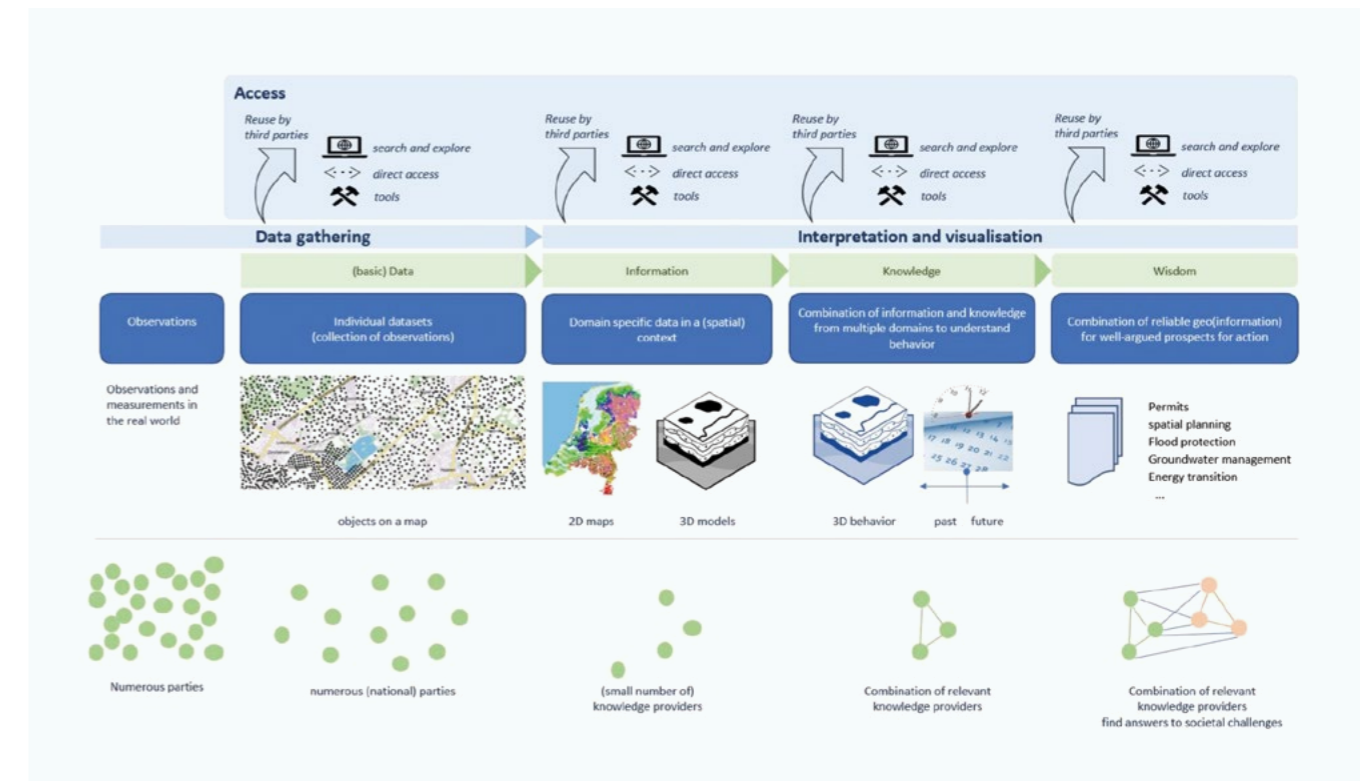 Access
Reuse by
third parties
search and explore
direct access
tools
Reuse by
third parties
search and explore
direct access
tools
Reuse by
third parties
search and explore
direct access
tools
Reuse by
third parties
search and explore
direct access
tools
Data gathering
Interpretation and visualisation
(basic) Data
Information
Knowledge
Wisdom
Observations
Individual datasets
(collection of observations)
Domain specific data in a (spatial)
context
Combination of information and knowledge
from multiple domains to understand
behavior
Combination of reliable geo(information)
for well-argued prospects for action
Observations and
measurements in
the real world
Permits
spatial planning
Flood protection
Groundwater management
Energy transition
...
objects on a map
2D maps
3D models
3D behavior
past future
Numerous parties
numerous (national) parties
(small number of)
knowledge providers
Combination of relevant
knowledge providers
Combination of relevant
knowledge providers
find answers to societal challenges